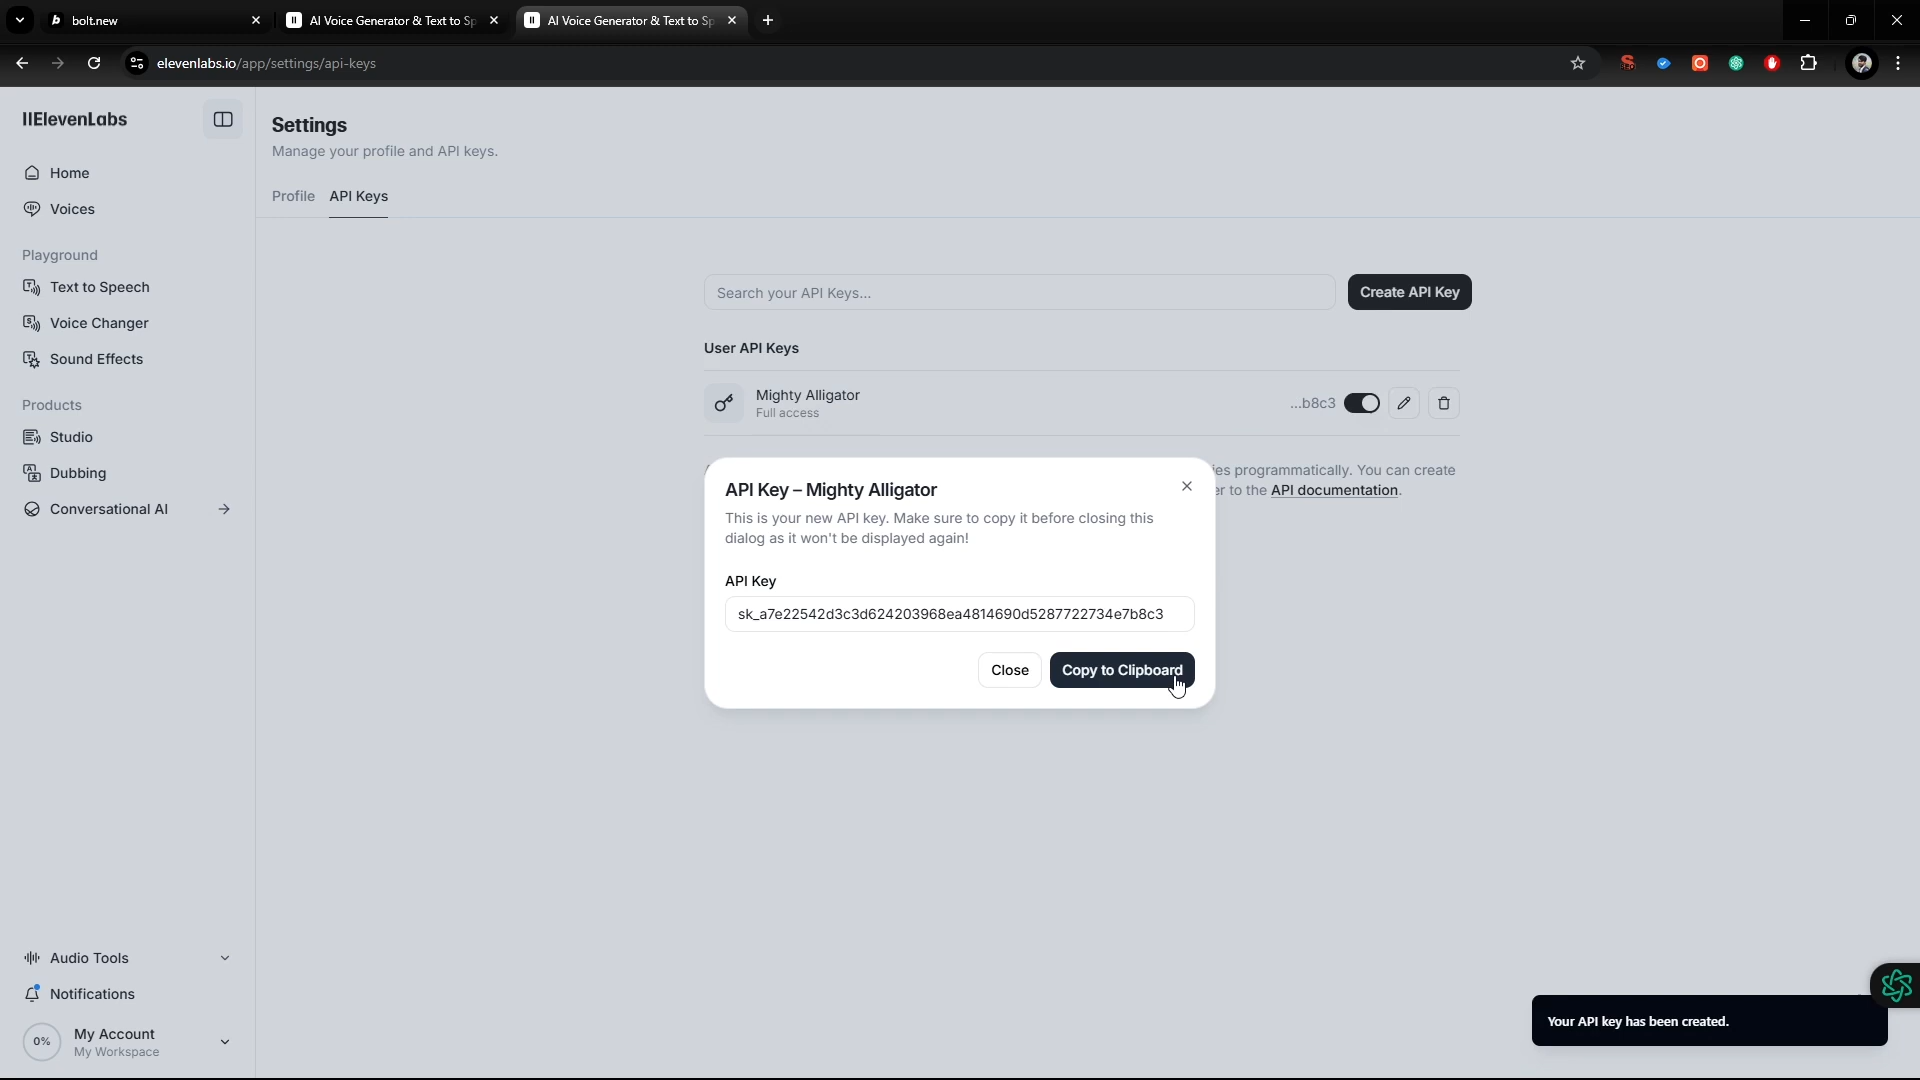 bolt.new
AI Voice Generator & Text to Sp
AI Voice Generator & Text to Sp
elevenlabs.io/app/settings/api-keys
IIElevenLabs
Home
Voices
Playground
Text to Speech
Voice Changer
Sound Effects
Products
Studio
Dubbing
Conversational AI
Audio Tools
Notifications
0%
My Account
My Workspace
Settings
Manage your profile and API keys.
Profile API Keys
Search your API Keys...
Create API Key
User API Keys
Mighty Alligator
Full access
...b8c3
ies programmatically. You can create
er to the API documentation.
API Key – Mighty Alligator
This is your new API key. Make sure to copy it before closing this
dialog as it won't be displayed again!
API Key
sk_a7e22542d3c3d624203968ea4814690d5287722734e7b8c3
Close
Copy to Clipboard
Your API key has been created.